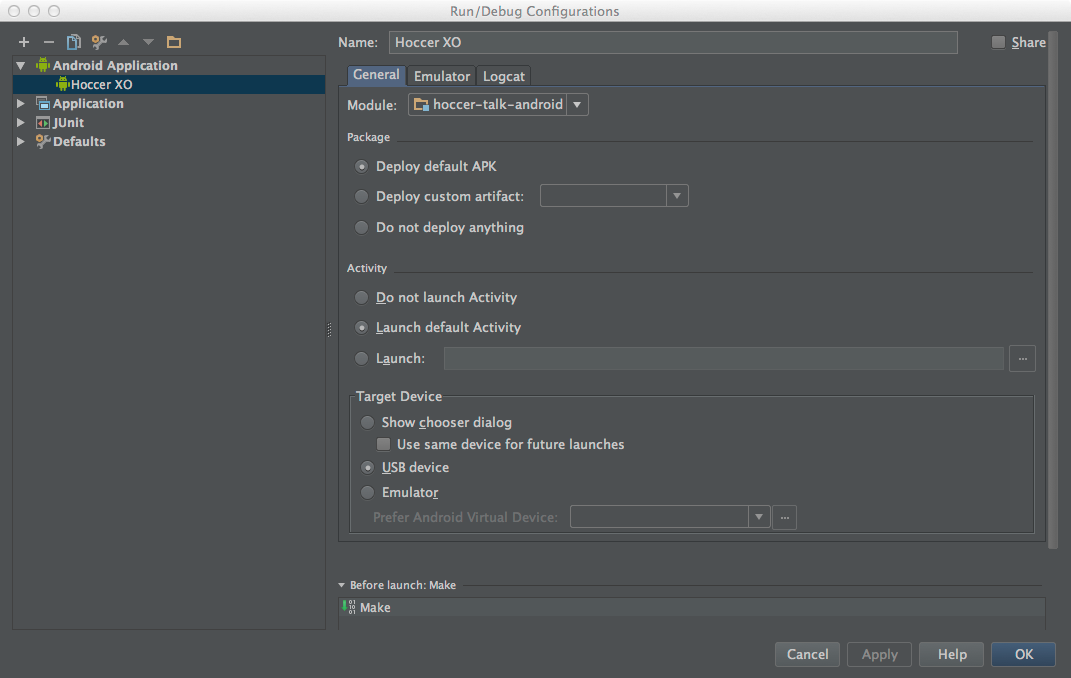 Run/Debug Configurations
Name: Hoccer XO Share
Android Application
Hoccer XO
Application
JUnit
Defaults
General Emulator Logcat
Module: hoccer-talk-android
Package
Deploy default APK
Deploy custom artifact:
Do not deploy anything
Activity
Do not launch Activity
Launch default Activity
Launch: ...
Target Device
Show chooser dialog
Use same device for future launches
USB device
Emulator
Prefer Android Virtual Device: ...
Before launch: Make
Make
Cancel Apply Help OK